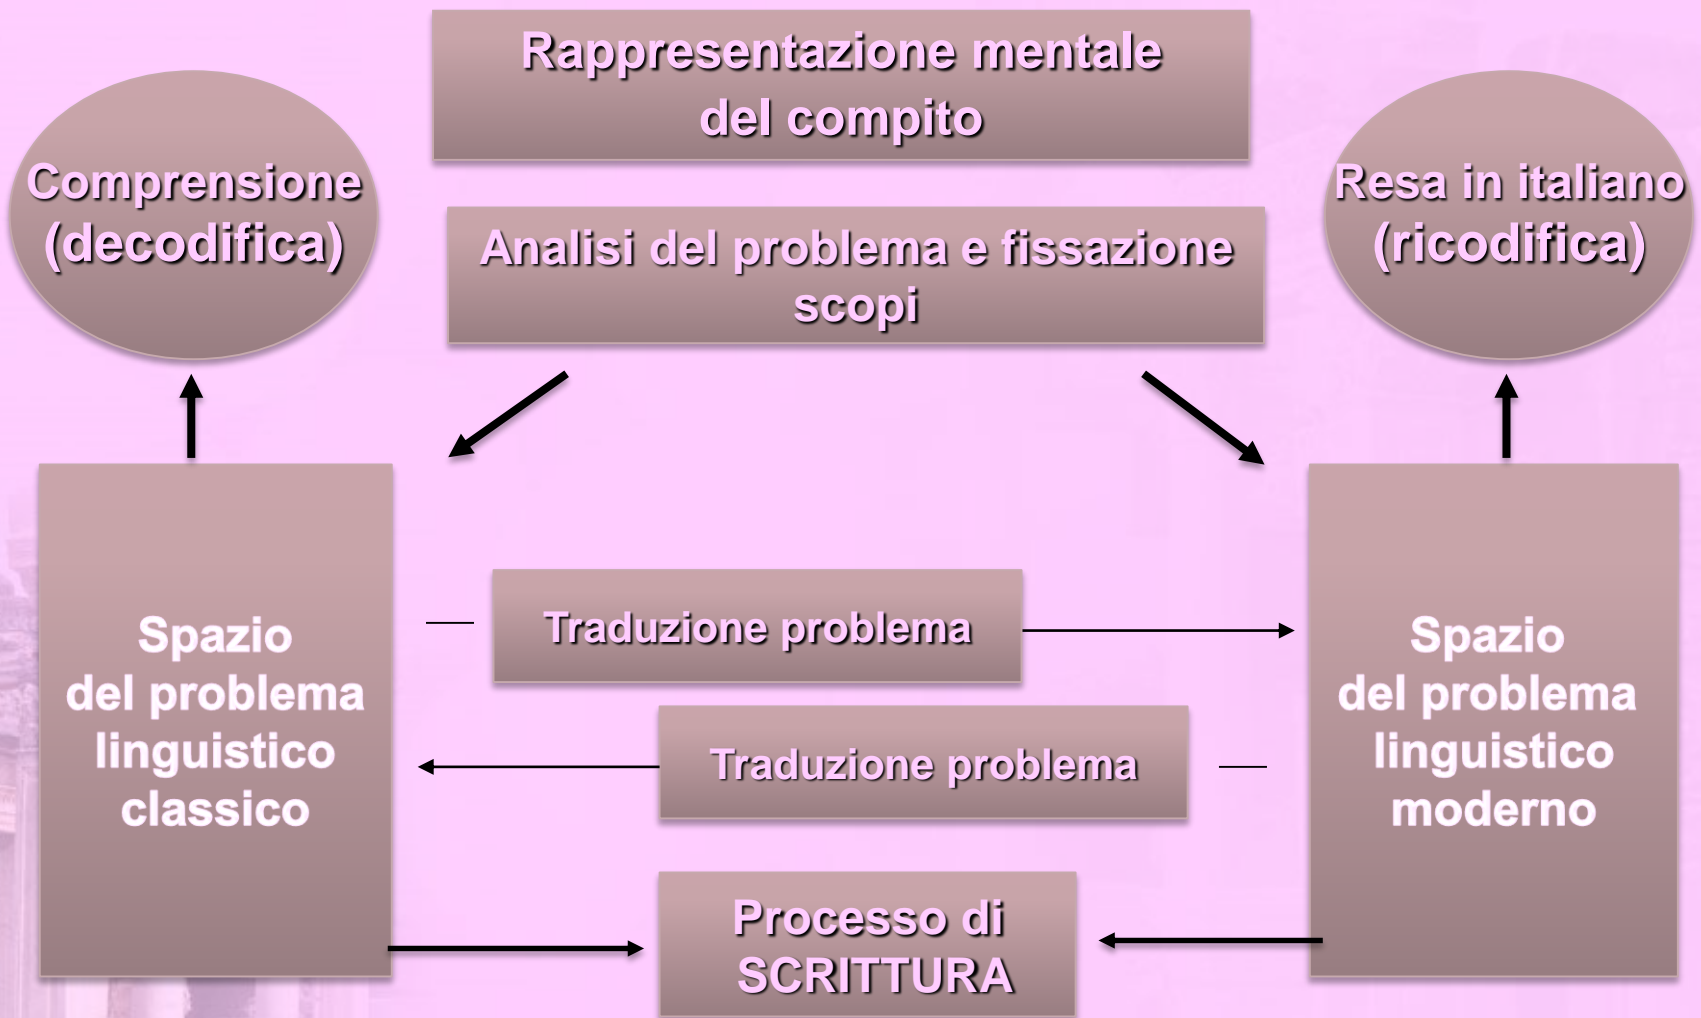 Rappresentazione mentale
del compito
Comprensione
(decodifica)
Resa in italiano
(ricodifica)
Analisi del problema e fissazione
scopi
Spazio
del problema
linguistico
classico
Traduzione problema
Traduzione problema
Spazio
del problema
linguistico
moderno
Processo di
SCRITTURA